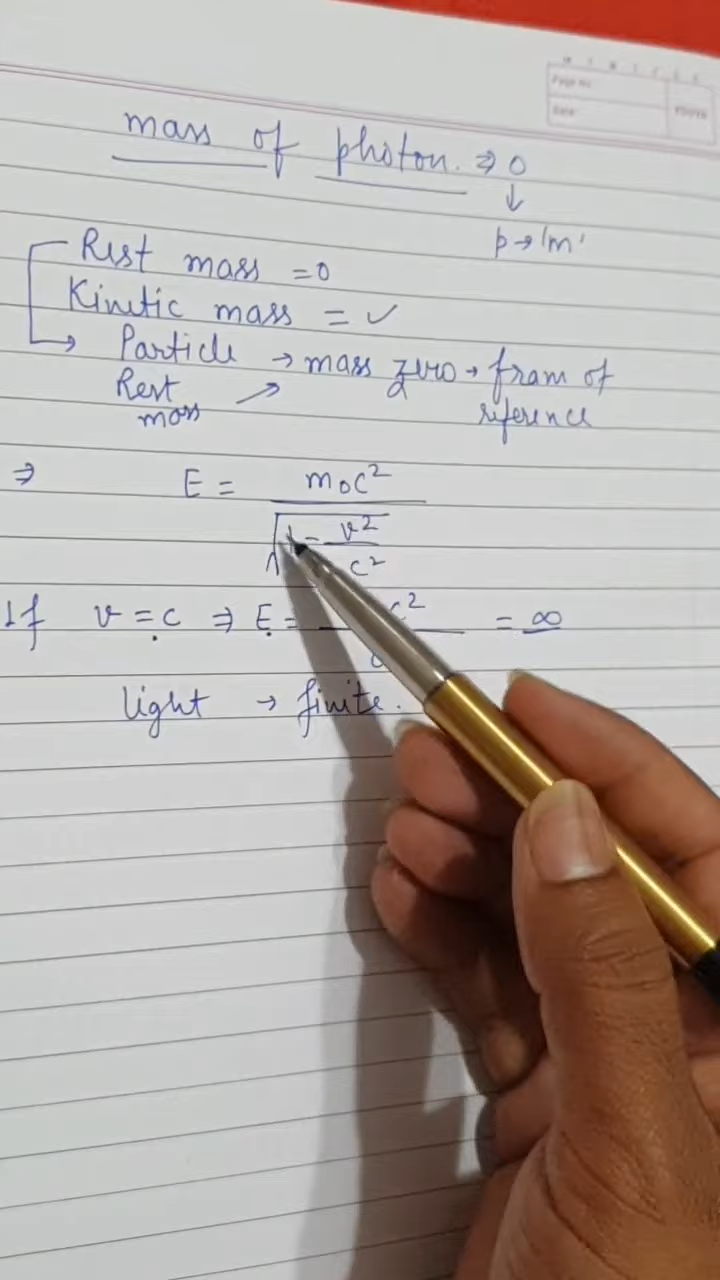 mass of photon. ⇒ 0
↓
p → 'm'
Rest mass = 0
Kinetic mass = ✓
→ Particle → mass zero → fram of
Rest ↗ reference
mass
⇒ E = m₀c²
√1 - v²
c²
If v = c ⇒ E = c² = ∞
light → finite.